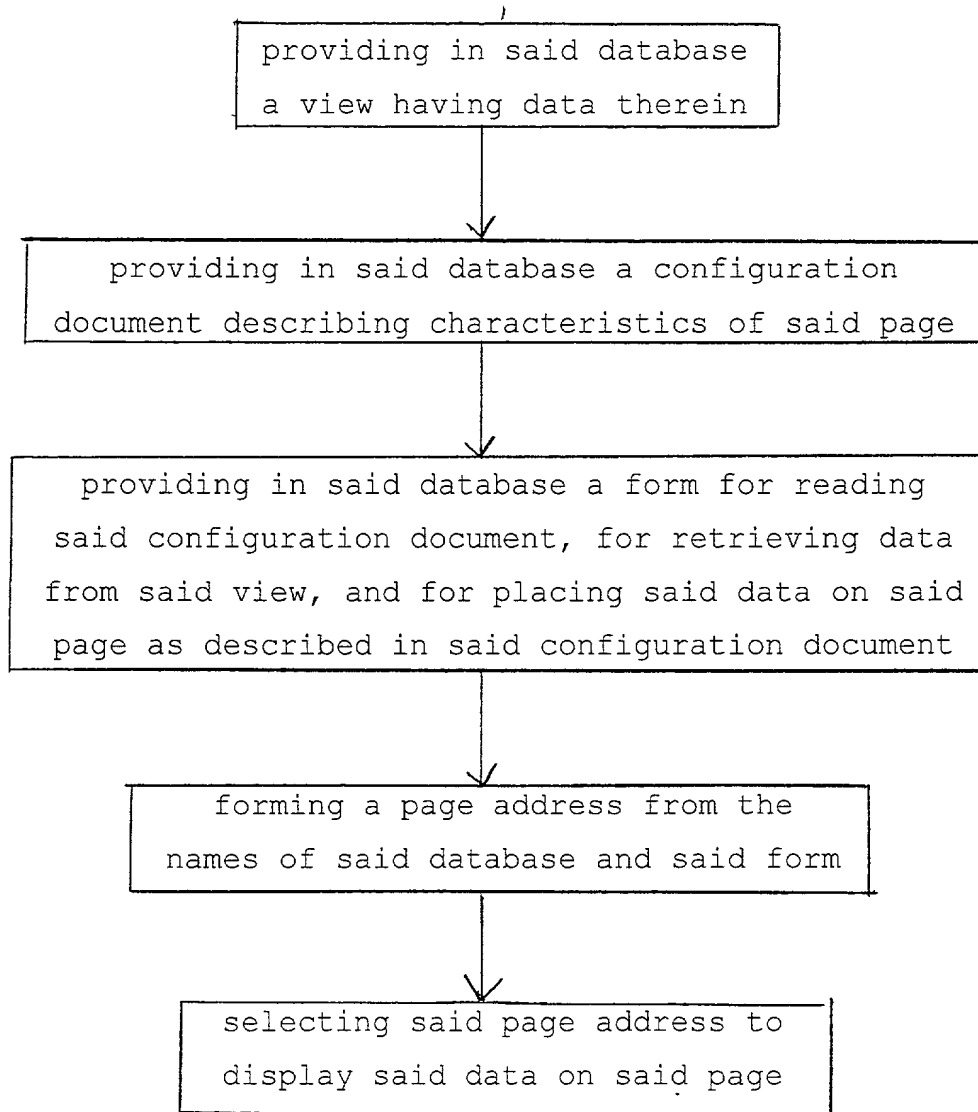 providing in said database
a view having data therein
providing in said database a configuration
document describing characteristics of said page
providing in said database a form for reading
said configuration document, for retrieving data
from said view, and for placing said data on said
page as described in said configuration document
forming a page address from the
names of said database and said form
selecting said page address to
display said data on said page